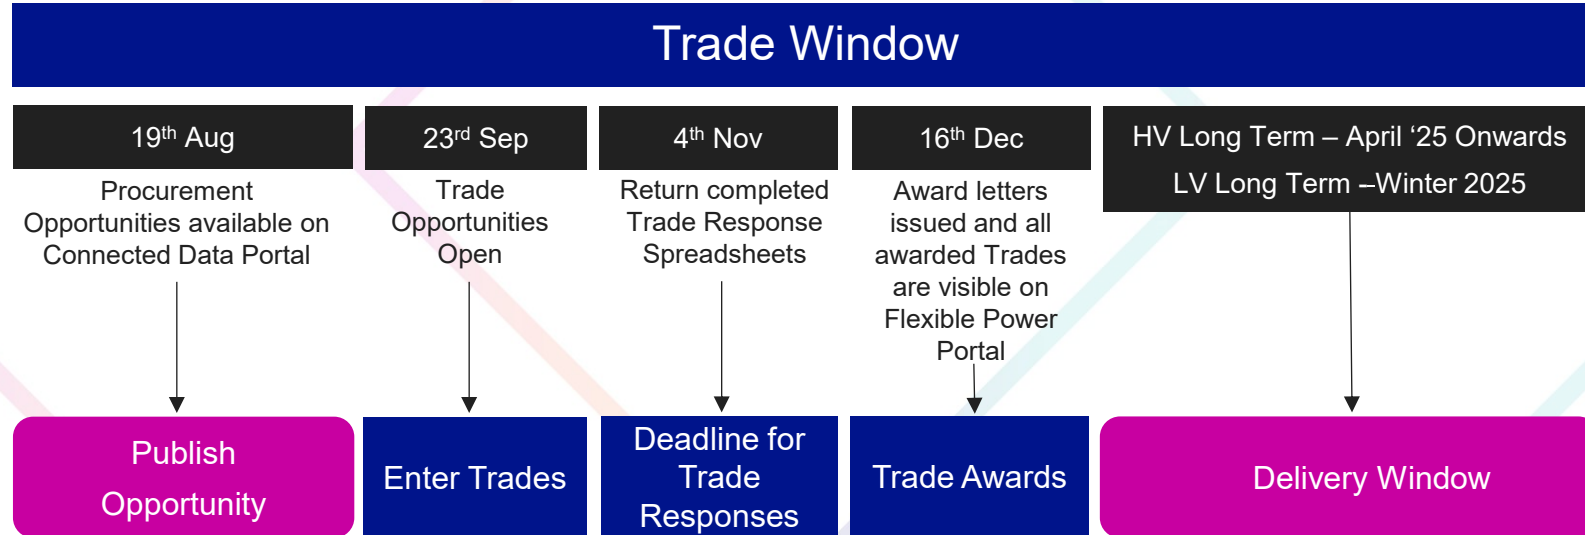 Trade Window
19th Aug
Procurement
Opportunities available on
Connected Data Portal
Publish
Opportunity
23rd Sep
Trade
Opportunities
Open
Enter Trades
4th Nov
Return completed
Trade Response
Spreadsheets
Deadline for
Trade
Responses
16th Dec
Award letters
issued and all
awarded Trades
are visible on
Flexible Power
Portal
Trade Awards
HV Long Term – April ‘25 Onwards
LV Long Term –Winter 2025
Delivery Window